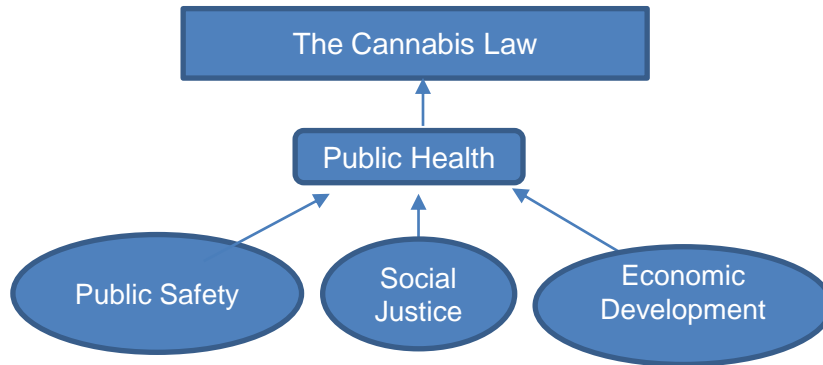 The Cannabis Law
Public Health
Public Safety
Social
Justice
Economic
Development